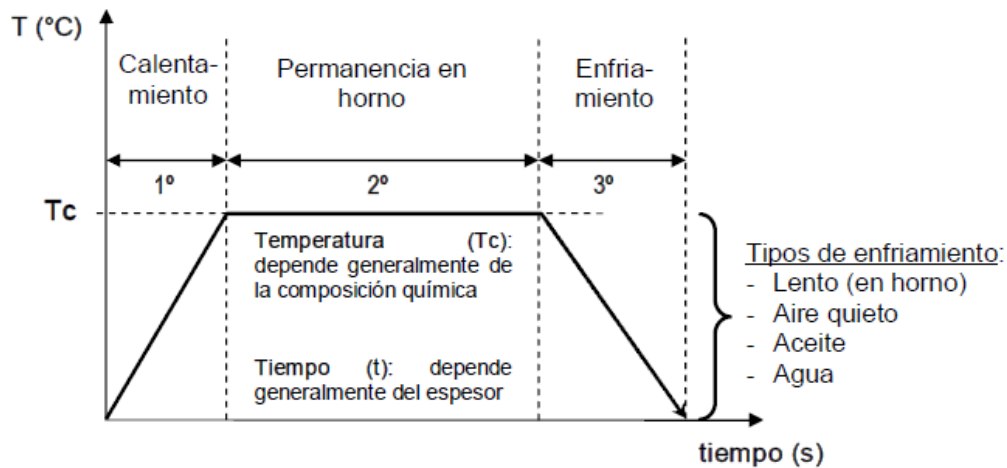 T (°C)
Calenta-
miento
Permanencia en
horno
Enfria-
miento
1º
2º
3º
Tc
Temperatura (Tc):
depende generalmente de
la composición química
Tiempo (t): depende
generalmente del espesor
Tipos de enfriamiento:
- Lento (en horno)
- Aire quieto
- Aceite
- Agua
tiempo (s)